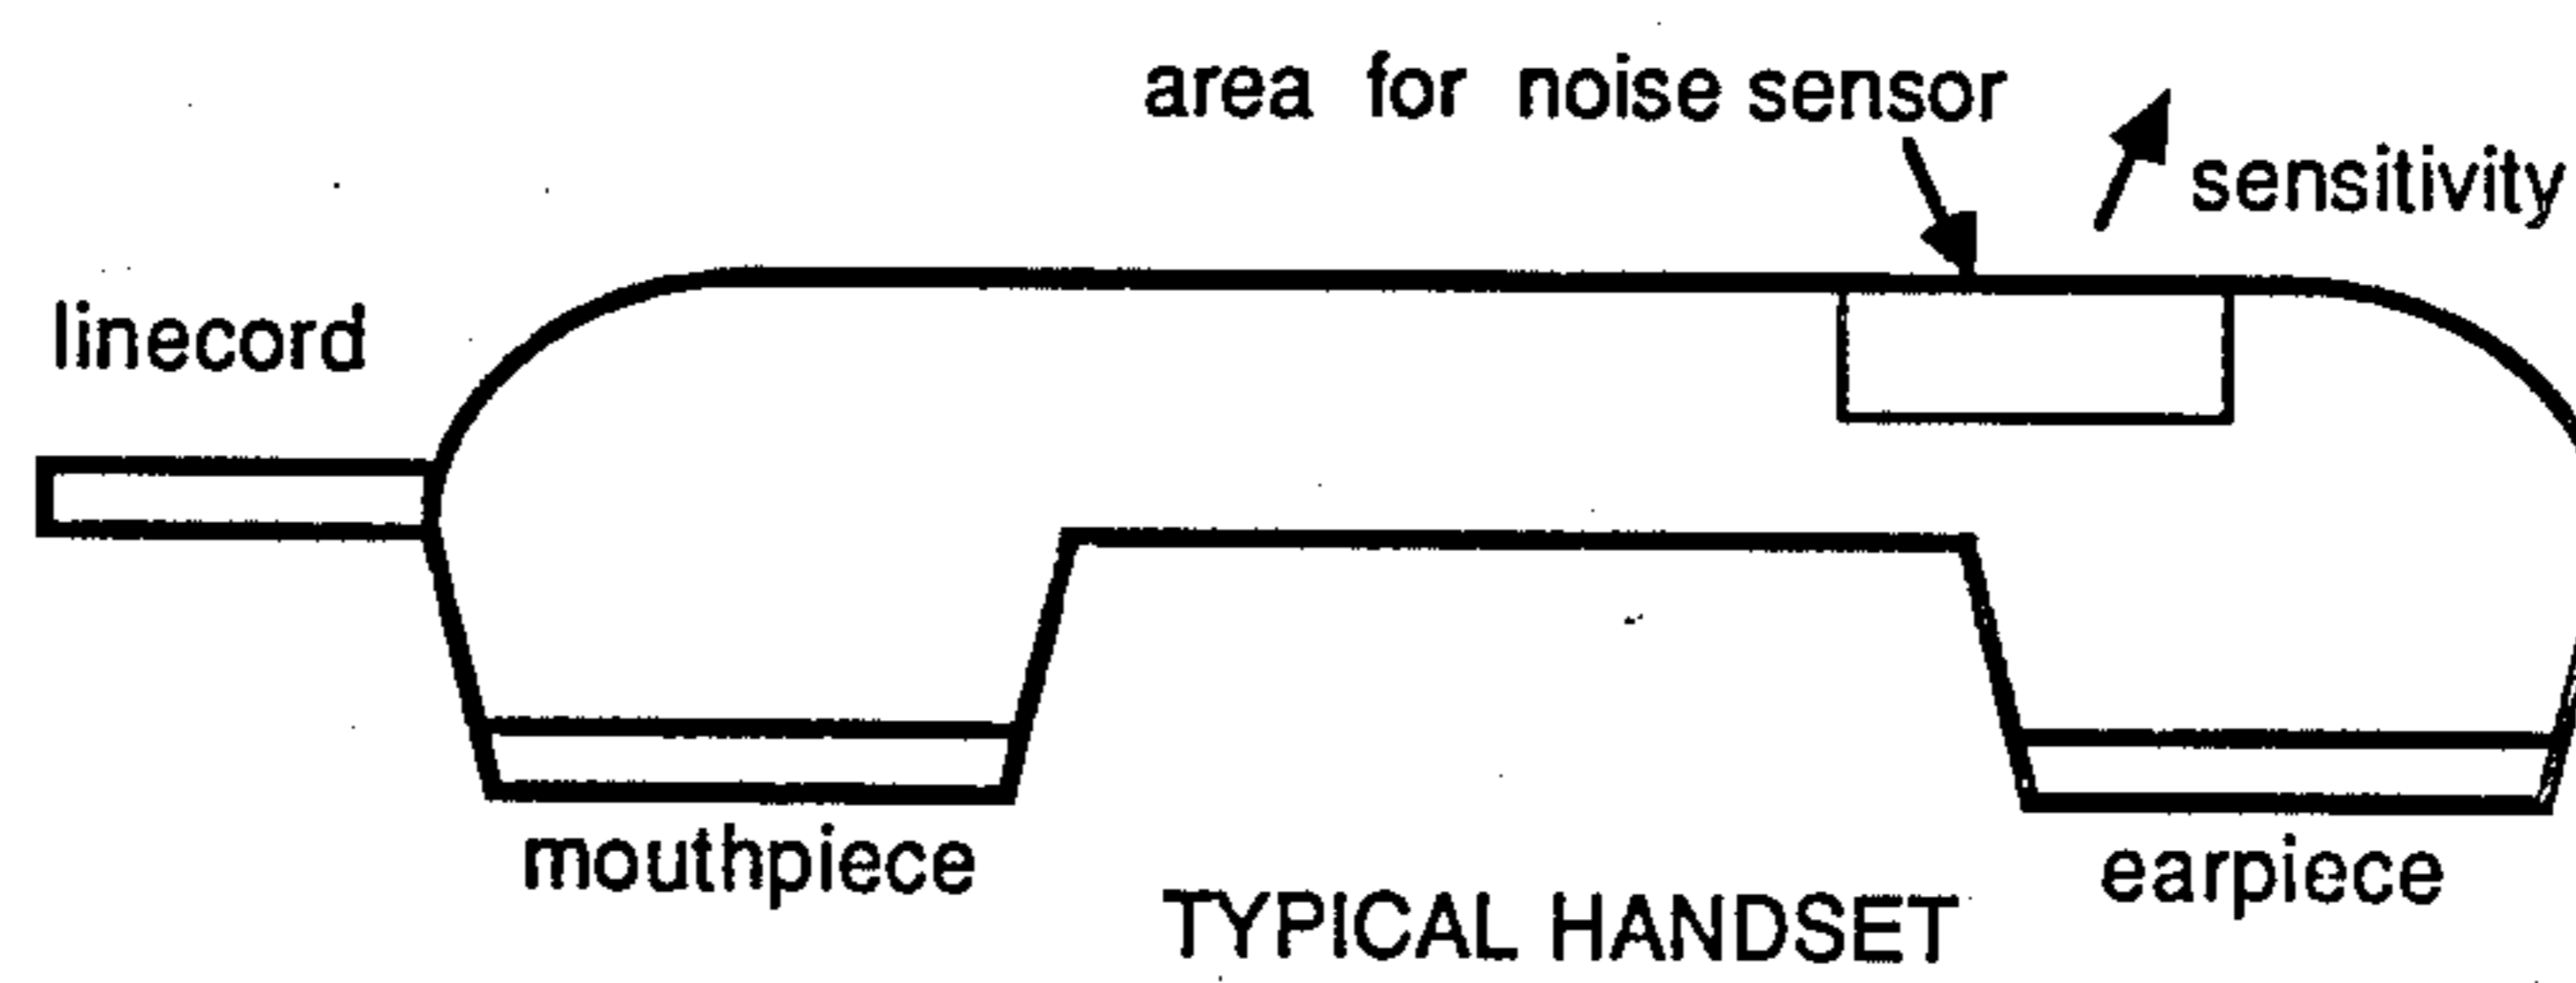 area for noise sensor
sensitivity
linecord
mouthpiece
earpiece
TYPICAL HANDSET